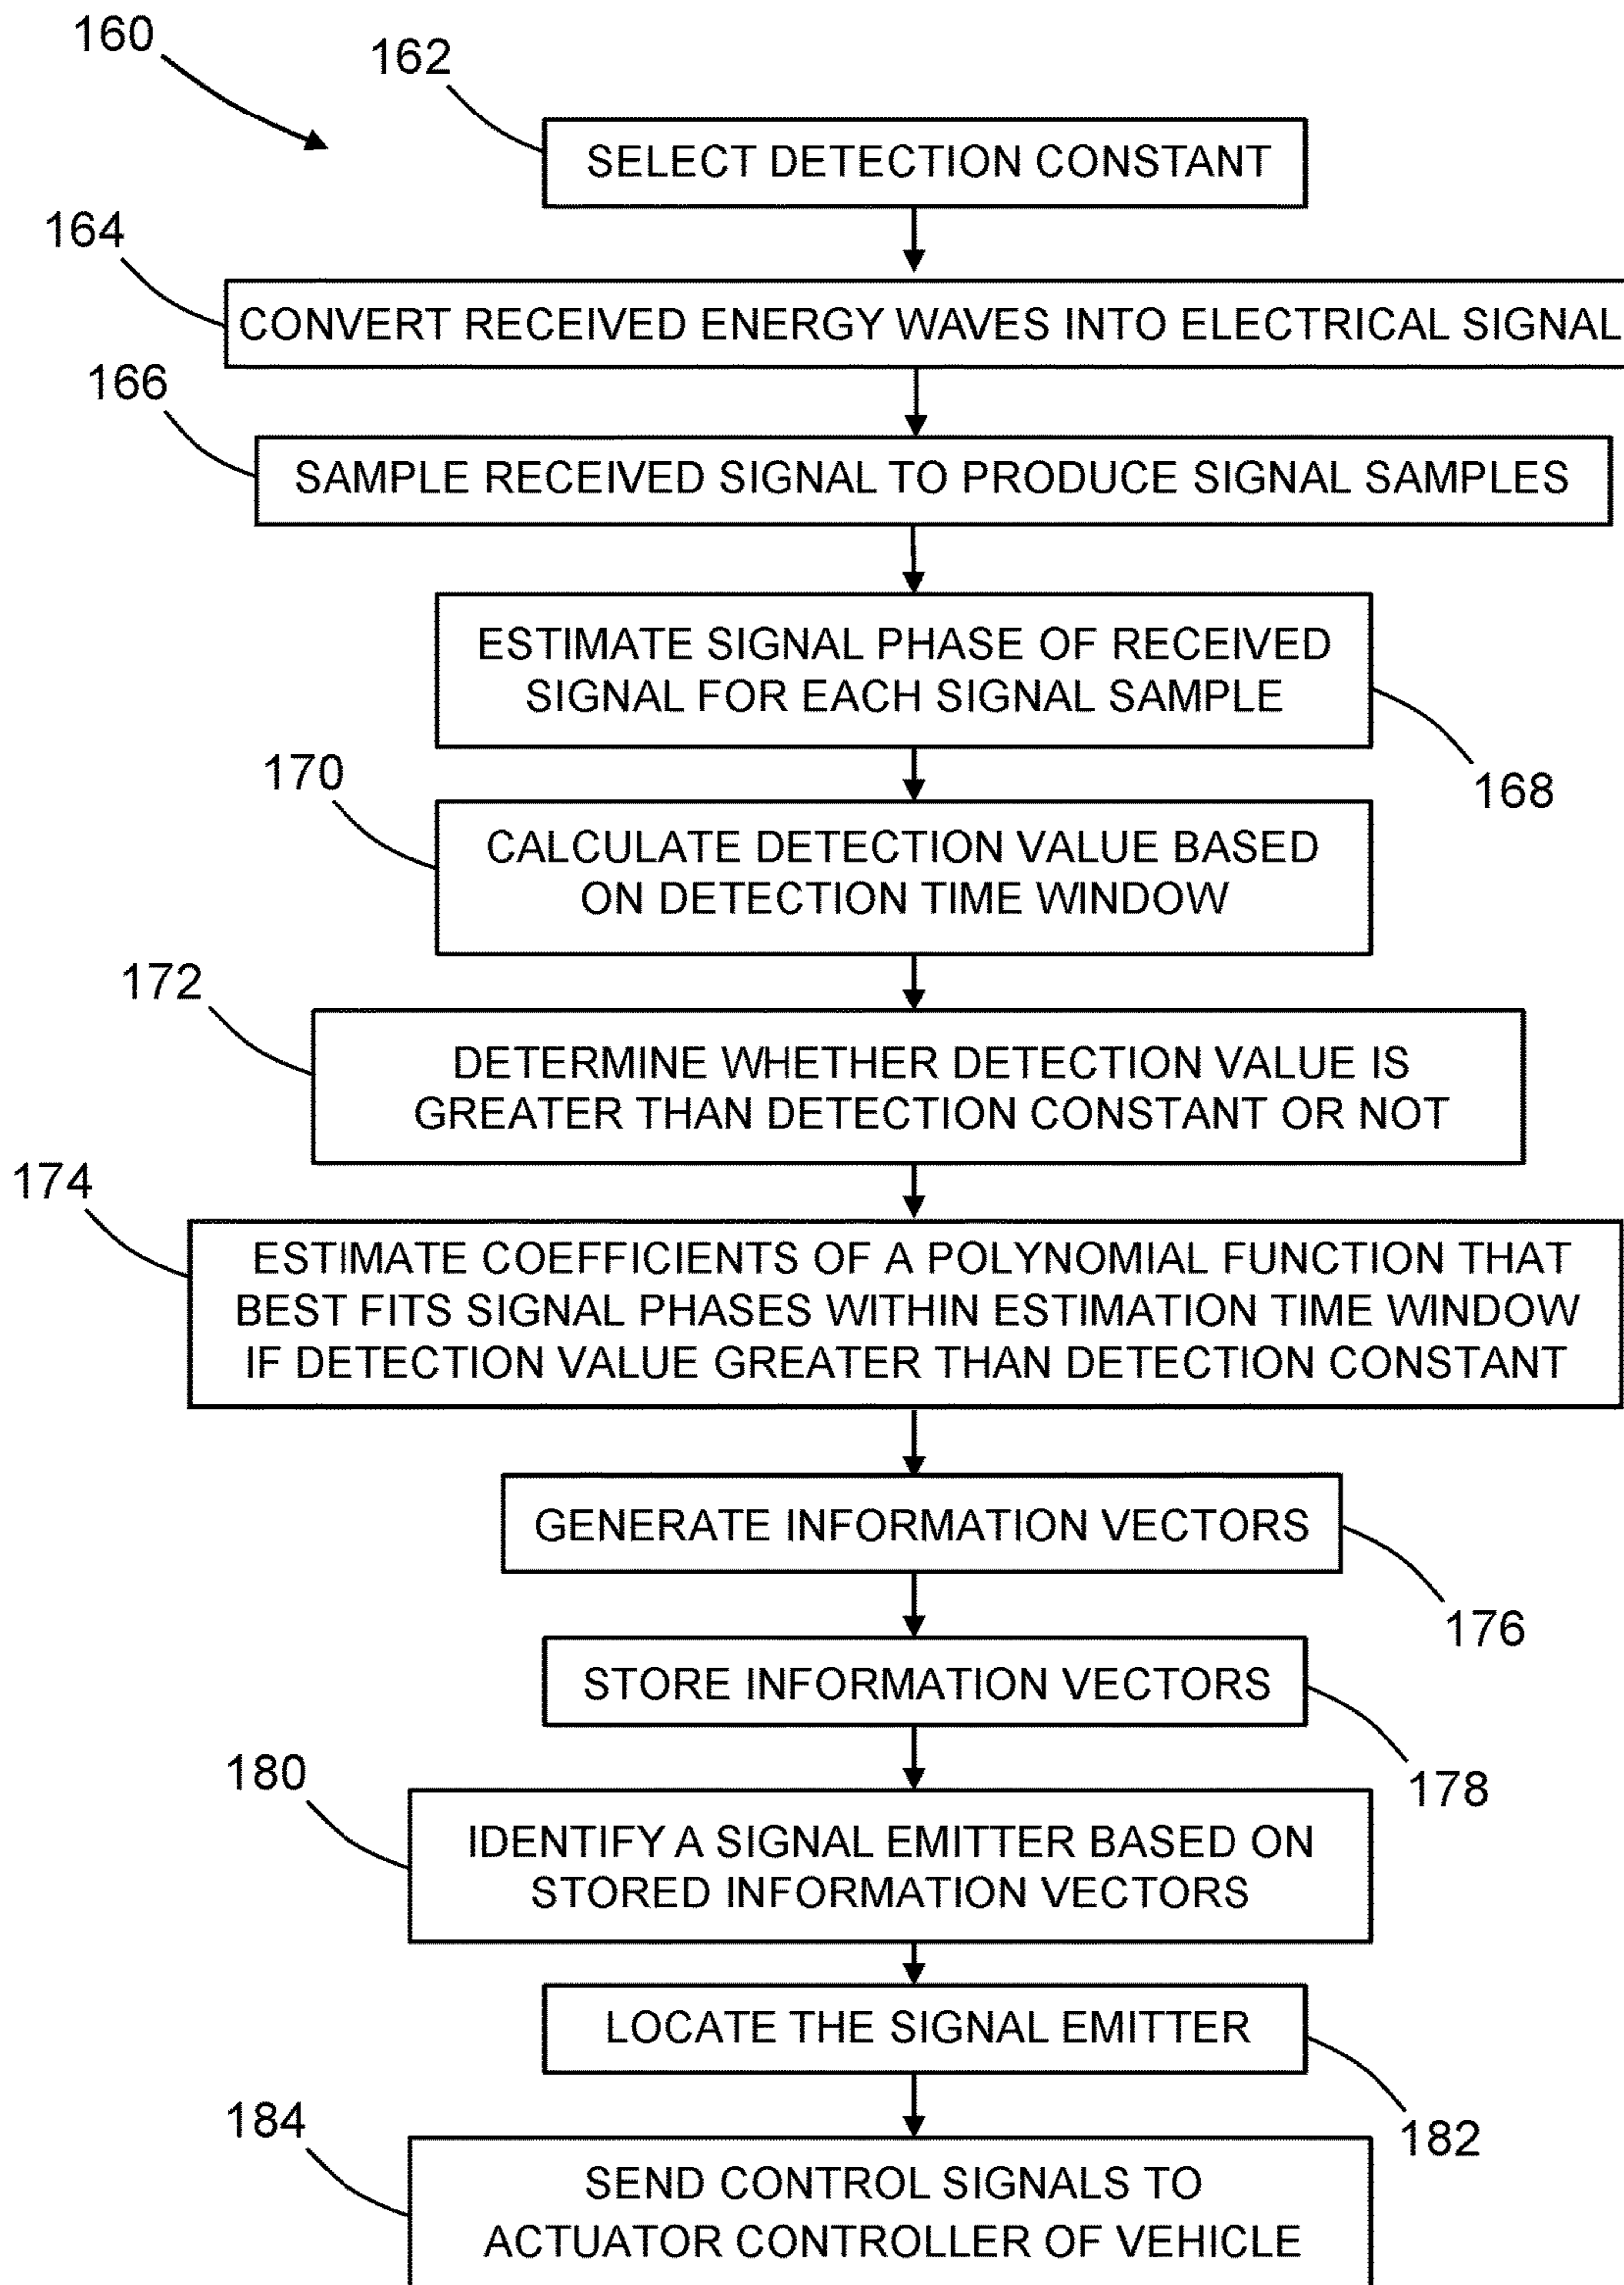 160
162
SELECT DETECTION CONSTANT
164
CONVERT RECEIVED ENERGY WAVES INTO ELECTRICAL SIGNAL
166
SAMPLE RECEIVED SIGNAL TO PRODUCE SIGNAL SAMPLES
ESTIMATE SIGNAL PHASE OF RECEIVED
SIGNAL FOR EACH SIGNAL SAMPLE
168
170
CALCULATE DETECTION VALUE BASED
ON DETECTION TIME WINDOW
172
DETERMINE WHETHER DETECTION VALUE IS
GREATER THAN DETECTION CONSTANT OR NOT
174
ESTIMATE COEFFICIENTS OF A POLYNOMIAL FUNCTION THAT
BEST FITS SIGNAL PHASES WITHIN ESTIMATION TIME WINDOW
IF DETECTION VALUE GREATER THAN DETECTION CONSTANT
GENERATE INFORMATION VECTORS
176
STORE INFORMATION VECTORS
178
180
IDENTIFY A SIGNAL EMITTER BASED ON
STORED INFORMATION VECTORS
LOCATE THE SIGNAL EMITTER
182
184
SEND CONTROL SIGNALS TO
ACTUATOR CONTROLLER OF VEHICLE